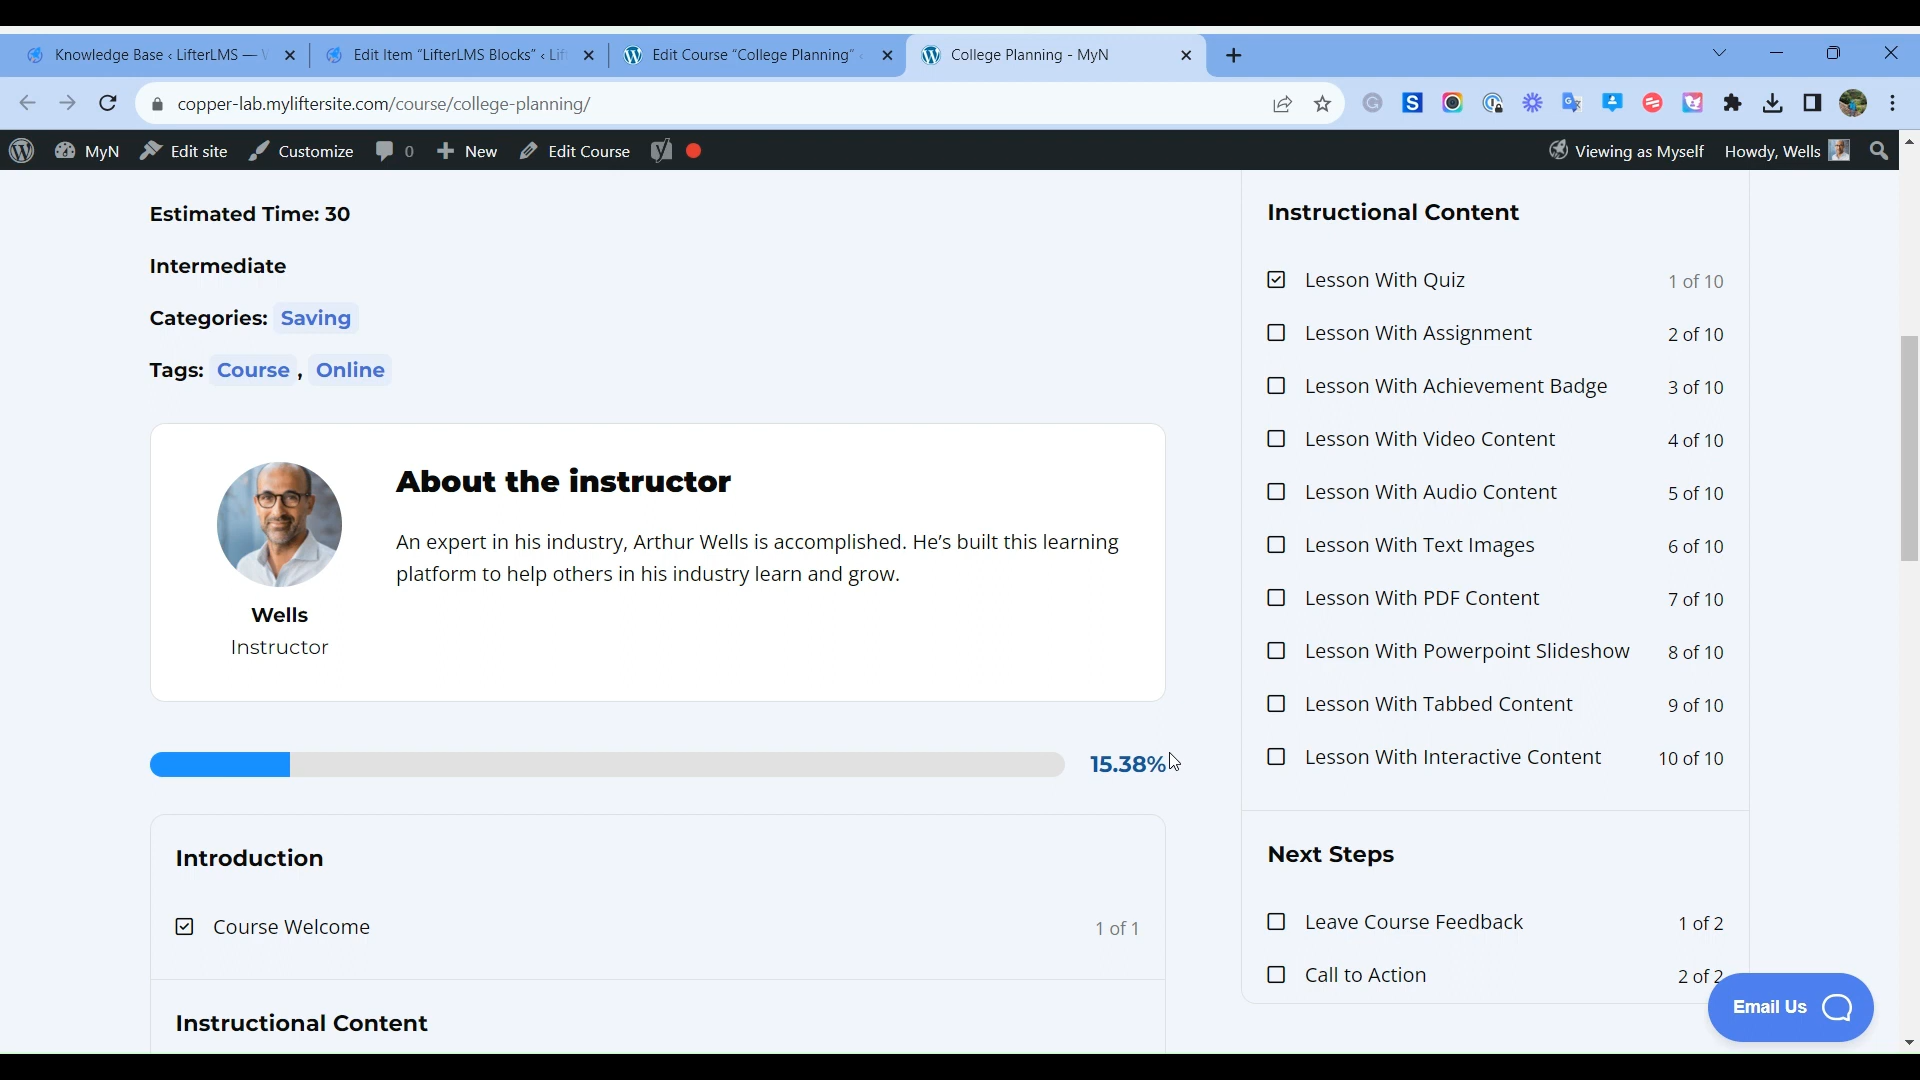 Knowledge Base ‹ LifterLMS —
Edit Item "LifterLMS Blocks" ‹ Lif
Edit Course "College Planning" ‹
College Planning - MyN
copper-lab.myliftersite.com/course/college-planning/
MyN
Edit site
Customize
0
New
Edit Course
Viewing as Myself
Howdy, Wells
Estimated Time: 30
Intermediate
Categories: Saving
Tags: Course , Online
About the instructor
An expert in his industry, Arthur Wells is accomplished. He's built this learning
platform to help others in his industry learn and grow.
Wells
Instructor
15.38%
Introduction
Course Welcome 1 of 1
Instructional Content
Instructional Content
Lesson With Quiz 1 of 10
Lesson With Assignment 2 of 10
Lesson With Achievement Badge 3 of 10
Lesson With Video Content 4 of 10
Lesson With Audio Content 5 of 10
Lesson With Text Images 6 of 10
Lesson With PDF Content 7 of 10
Lesson With Powerpoint Slideshow 8 of 10
Lesson With Tabbed Content 9 of 10
Lesson With Interactive Content 10 of 10
Next Steps
Leave Course Feedback 1 of 2
Call to Action 2 of 2
Email Us